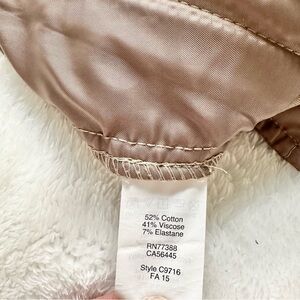 52% Cotton
41% Viscose
7% Elastane
RN77388
CA56445
Style C9716
FA 15